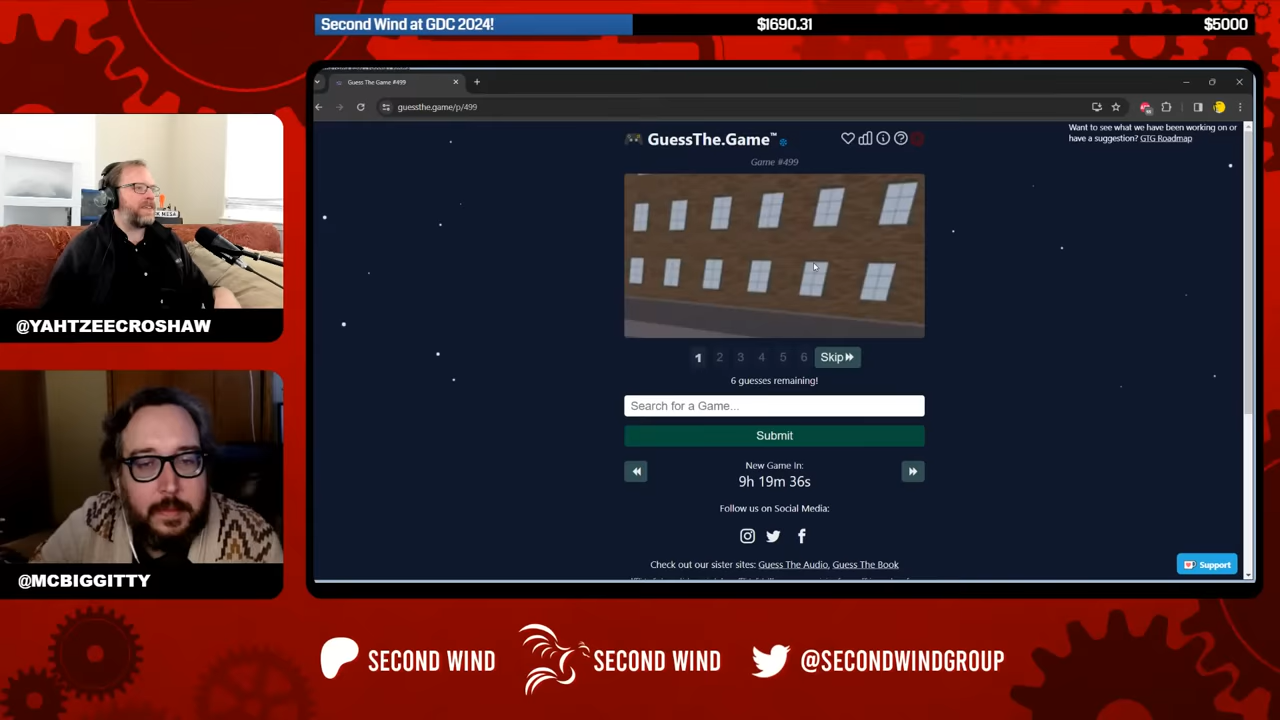 Second Wind at GDC 2024!
$1690.31
$5000
Guess The Game #499
guessthe.game/p/499
GuessThe.Game™
Want to see what we have been working on or
have a suggestion? GTG Roadmap
Game #499
@YAHTZEECROSHAW
1 2 3 4 5 6 Skip
6 guesses remaining!
Search for a Game...
Submit
New Game In:
9h 19m 36s
Follow us on Social Media:
Check out our sister sites: Guess The Audio, Guess The Book
Support
@MCBIGGITTY
SECOND WIND
SECOND WIND
@SECONDWINDGROUP